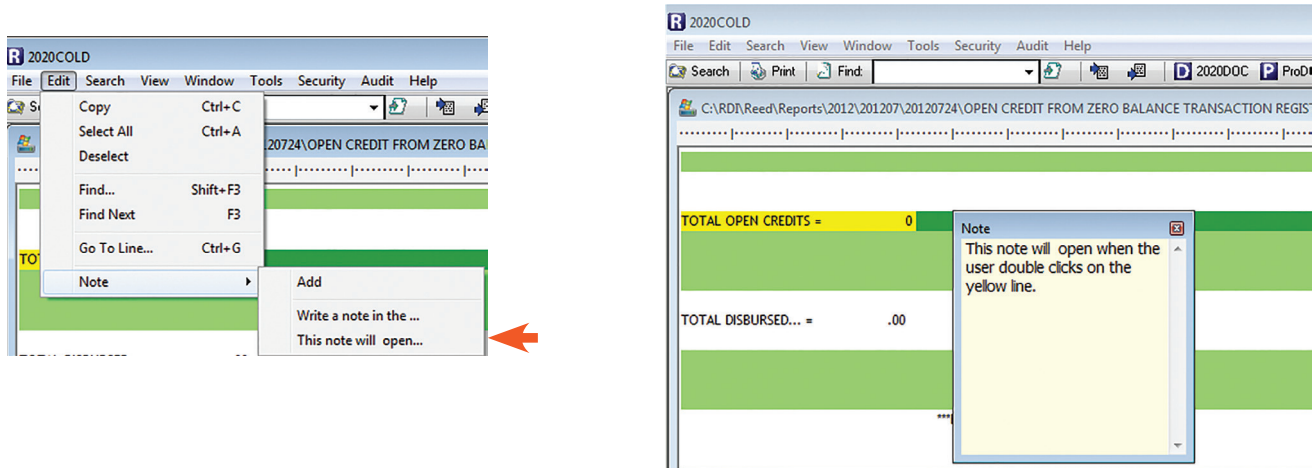 2020COLD
File Edit Search View Window Tools Security Audit Help
Copy Ctrl+C
Select All Ctrl+A
Deselect
20724\OPEN CREDIT FROM ZERO BA
Find... Shift+F3
Find Next F3
Go To Line... Ctrl+G
Note
Add
Write a note in the ...
This note will open...
R 2020COLD
File Edit Search View Window Tools Security Audit Help
Search Print Find: D 2020DOC P ProD
C:\RDI\Reed\Reports\2012\201207\20120724\OPEN CREDIT FROM ZERO BALANCE TRANSACTION REGIST
TOTAL OPEN CREDITS = 0
Note
This note will open when the
user double clicks on the
yellow line.
TOTAL DISBURSED... = .00